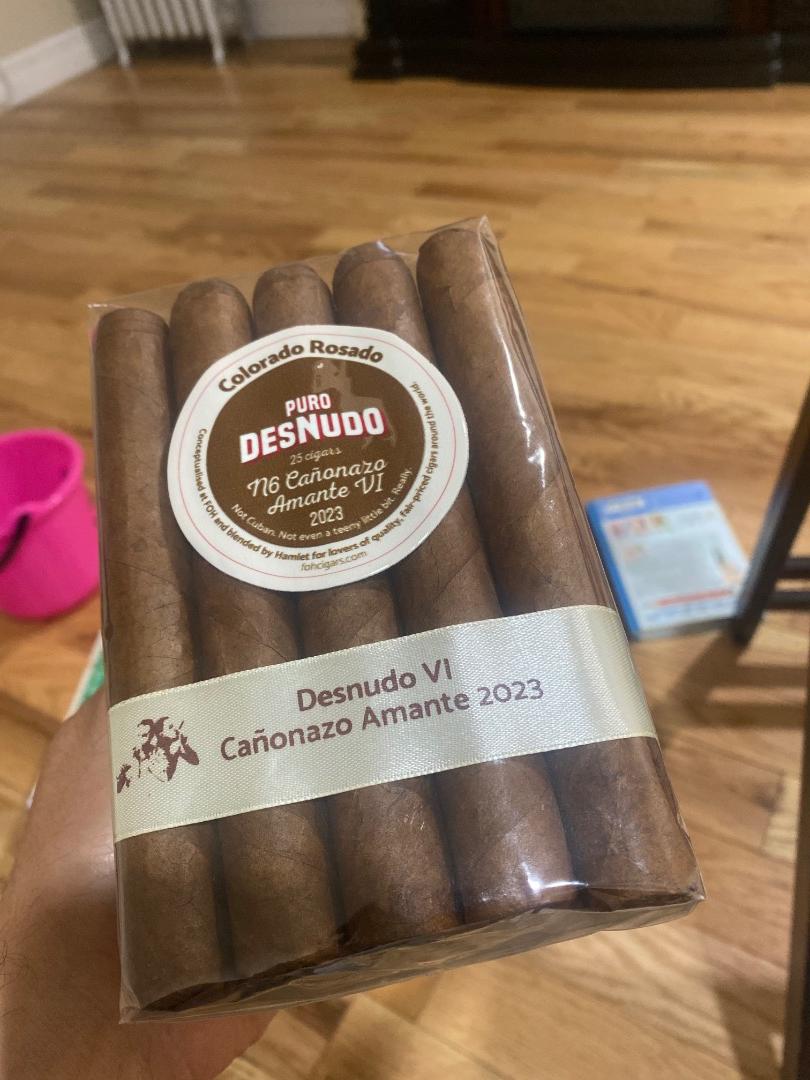 Colorado Rosado
PURO
DESNUDO
25 cigars
N6 Cañonazo
Amante VI
2023
Not Cuban. Not even a teeny little bit. Really.
Conceptualised at FOH and blended by Hamlet for lovers of quality, fair-priced cigars around the world.
fohcigars.com
Desnudo VI
Cañonazo Amante 2023